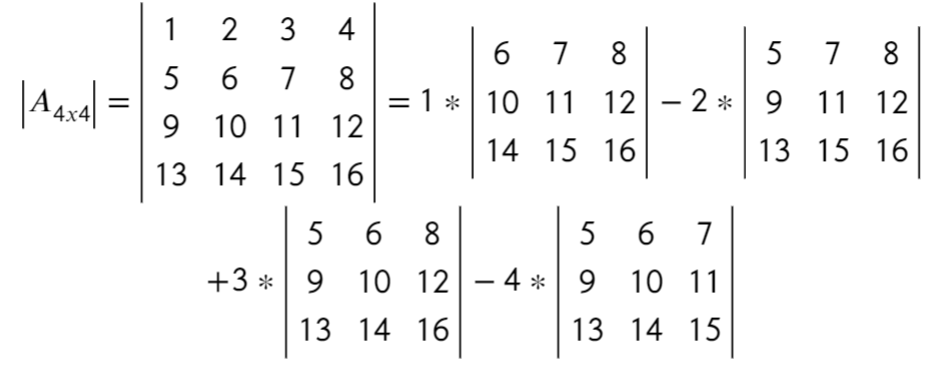 |A₄ₓ₄| = | 1 2 3 4 | = 1 * | 6 7 8 | − 2 * | 5 7 8 |
| 5 6 7 8 | | 10 11 12 | | 9 11 12 |
| 9 10 11 12 | | 14 15 16 | | 13 15 16 |
| 13 14 15 16 |
+3 * | 5 6 8 | − 4 * | 5 6 7 |
| 9 10 12 | | 9 10 11 |
| 13 14 16 | | 13 14 15 |